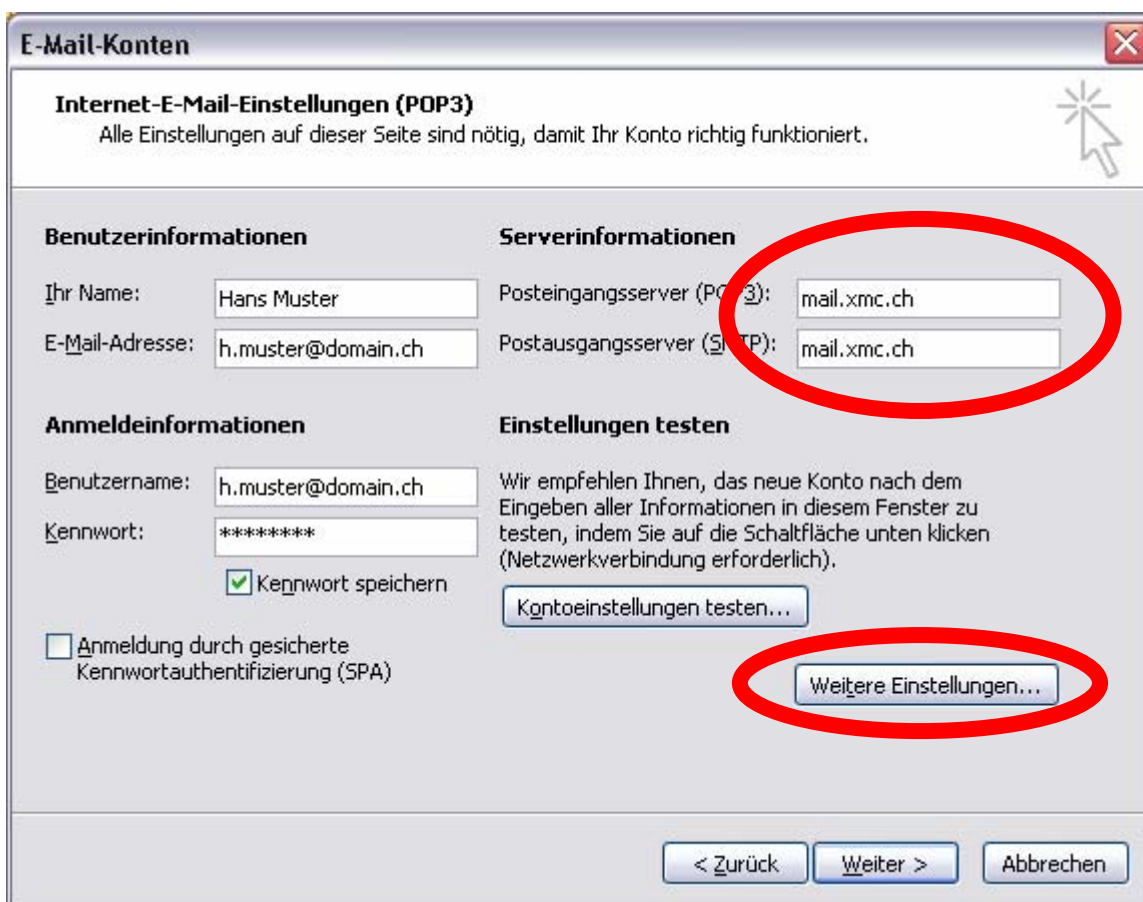 E-Mail-Konten
Internet-E-Mail-Einstellungen (POP3)
Alle Einstellungen auf dieser Seite sind nötig, damit Ihr Konto richtig funktioniert.
Benutzerinformationen
Ihr Name: Hans Muster
E-Mail-Adresse: h.muster@domain.ch
Serverinformationen
Posteingangsserver (POP3): mail.xmc.ch
Postausgangsserver (SMTP): mail.xmc.ch
Anmeldeinformationen
Benutzername: h.muster@domain.ch
Kennwort: ********
Kennwort speichern
Anmeldung durch gesicherte
Kennwortauthentifizierung (SPA)
Einstellungen testen
Wir empfehlen Ihnen, das neue Konto nach dem
Eingeben aller Informationen in diesem Fenster zu
testen, indem Sie auf die Schaltfläche unten klicken
(Netzwerkverbindung erforderlich).
Kontoeinstellungen testen...
Weitere Einstellungen...
< Zurück
Weiter >
Abbrechen